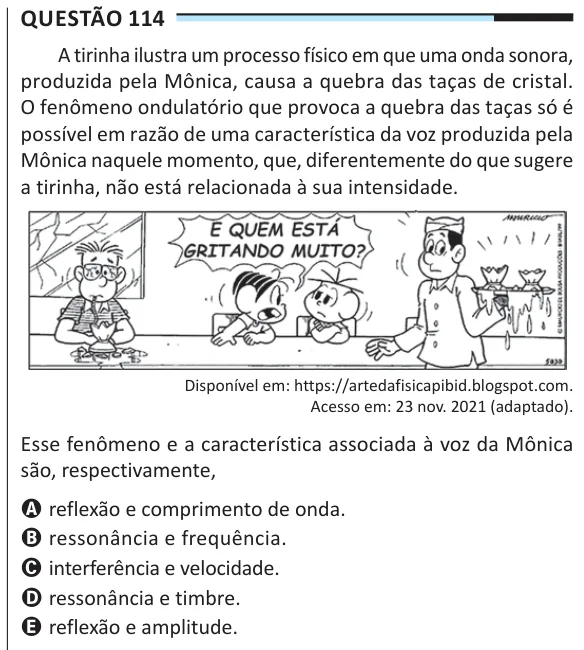 QUESTÃO 114
A tirinha ilustra um processo físico em que uma onda sonora,
produzida pela Mônica, causa a quebra das taças de cristal.
O fenômeno ondulatório que provoca a quebra das taças só é
possível em razão de uma característica da voz produzida pela
Mônica naquele momento, que, diferentemente do que sugere
a tirinha, não está relacionada à sua intensidade.
E QUEM ESTÁ
GRITANDO MUITO?
Disponível em: https://artedafisicapibid.blogspot.com.
Acesso em: 23 nov. 2021 (adaptado).
Esse fenômeno e a característica associada à voz da Mônica
são, respectivamente,
A reflexão e comprimento de onda.
B ressonância e frequência.
C interferência e velocidade.
D ressonância e timbre.
E reflexão e amplitude.